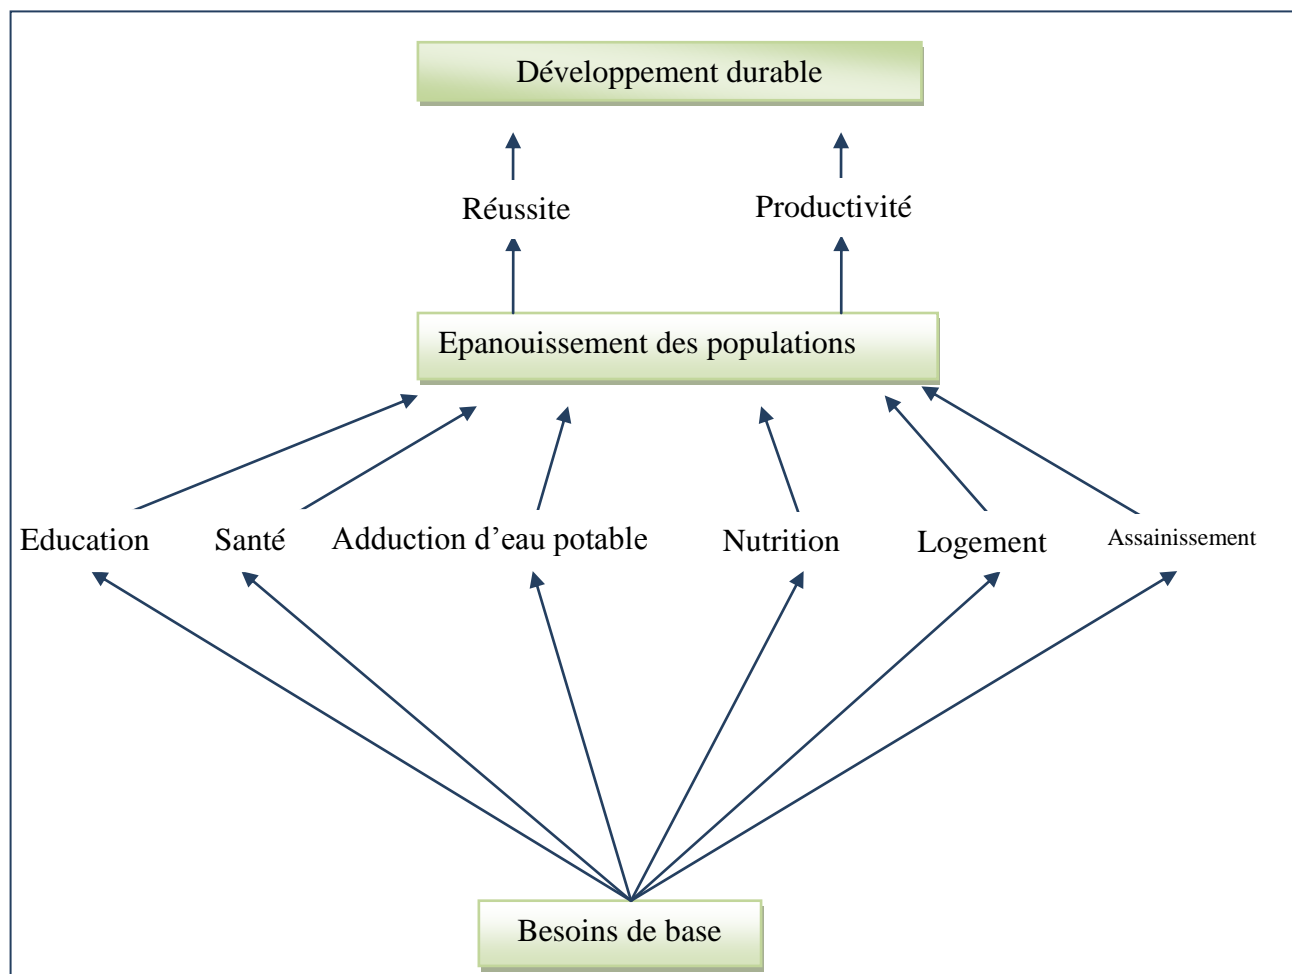 Développement durable
Réussite
Productivité
Epanouissement des populations
Education
Santé
Adduction d’eau potable
Nutrition
Logement
Assainissement
Besoins de base